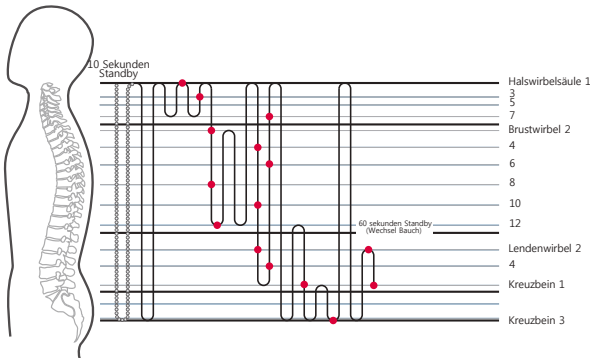 10 Sekunden
Standby
Halswirbelsäule 1
3
5
7
Brustwirbel 2
4
6
8
10
60 sekunden Standby
(Wechsel Bauch)
12
Lendenwirbel 2
4
Kreuzbein 1
Kreuzbein 3